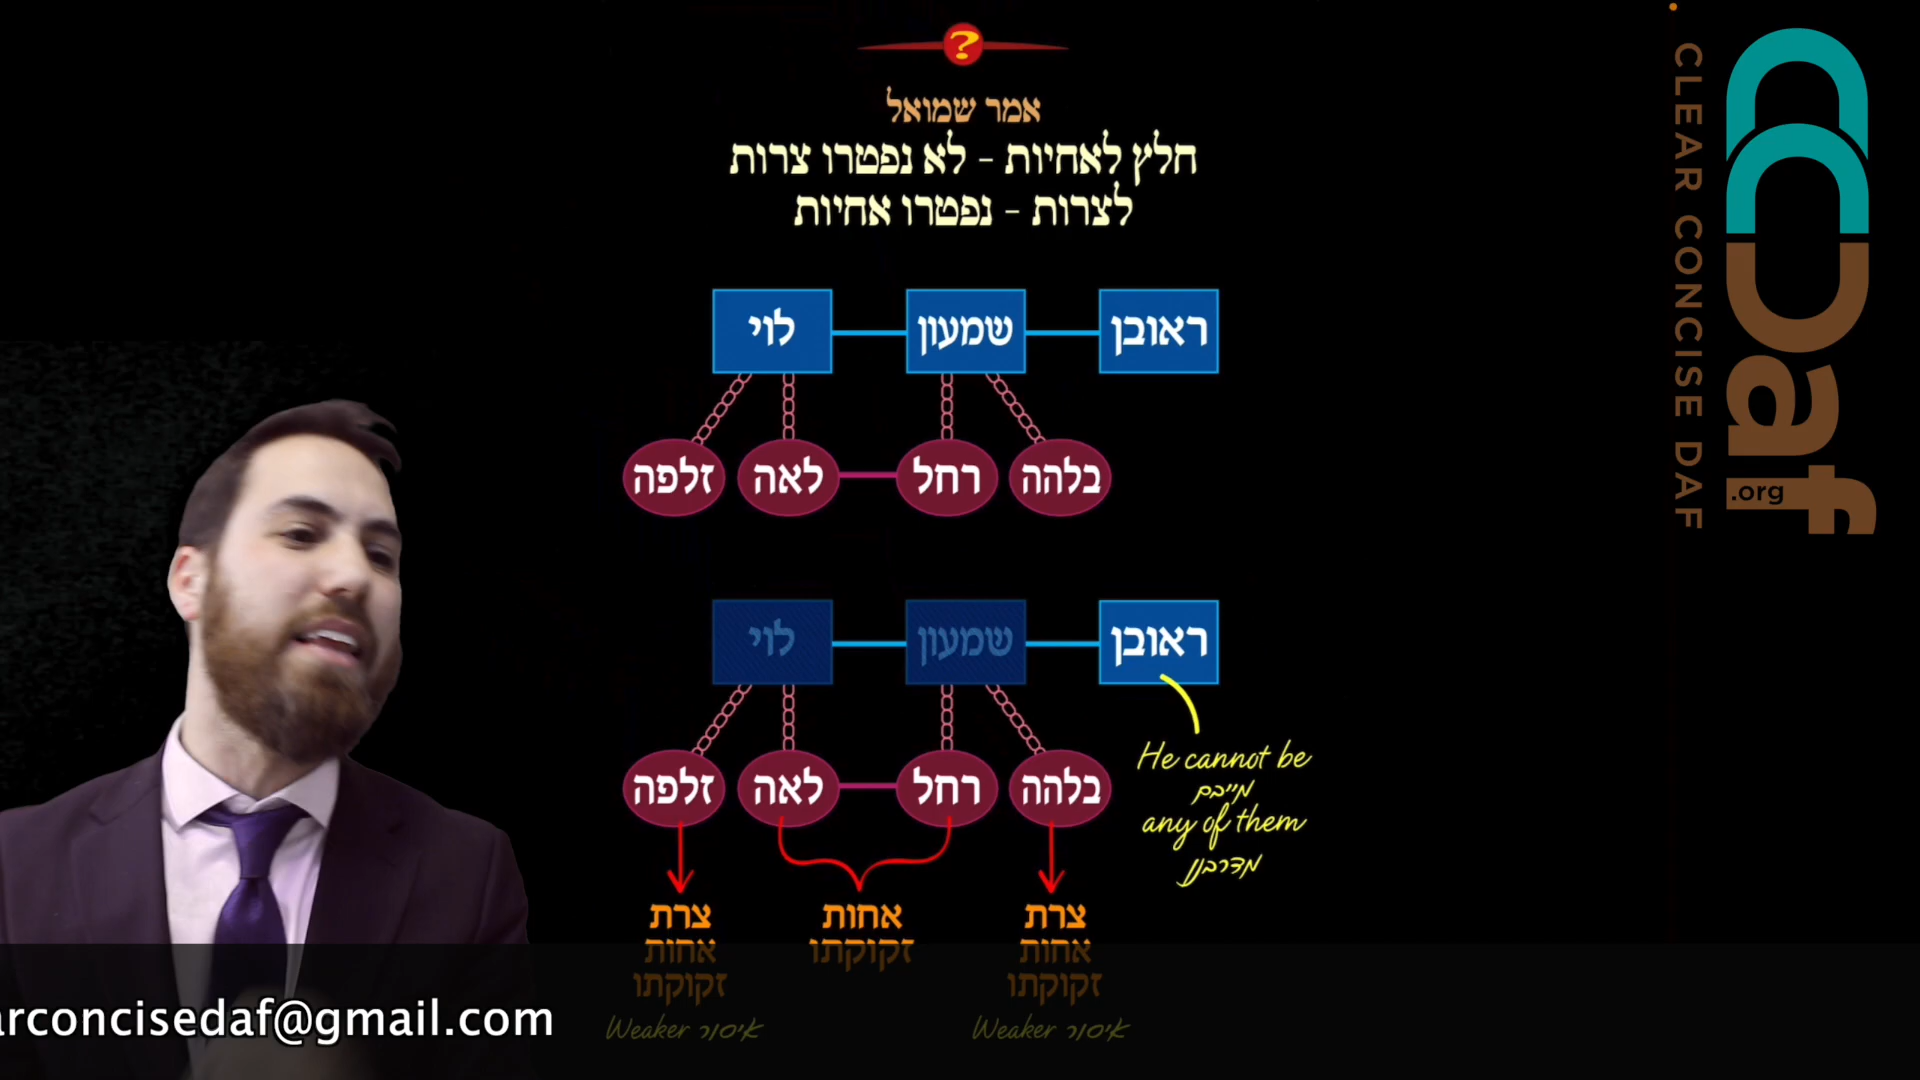 ?
אמר שמואל
חלץ לאחיות - לא נפטרו צרות
לצרות - נפטרו אחיות
ראובן שמעון לוי
בלהה רחל לאה זלפה
ראובן שמעון לוי
בלהה רחל לאה זלפה
He cannot be
מייבם
any of them
מדרבנן
צרת
אחות
זקוקתו
Weaker איסור
אחות
זקוקתו
צרת
אחות
זקוקתו
Weaker איסור
arconcisedaf@gmail.com
CLEAR CONCISE DAF
CCDaf
.org